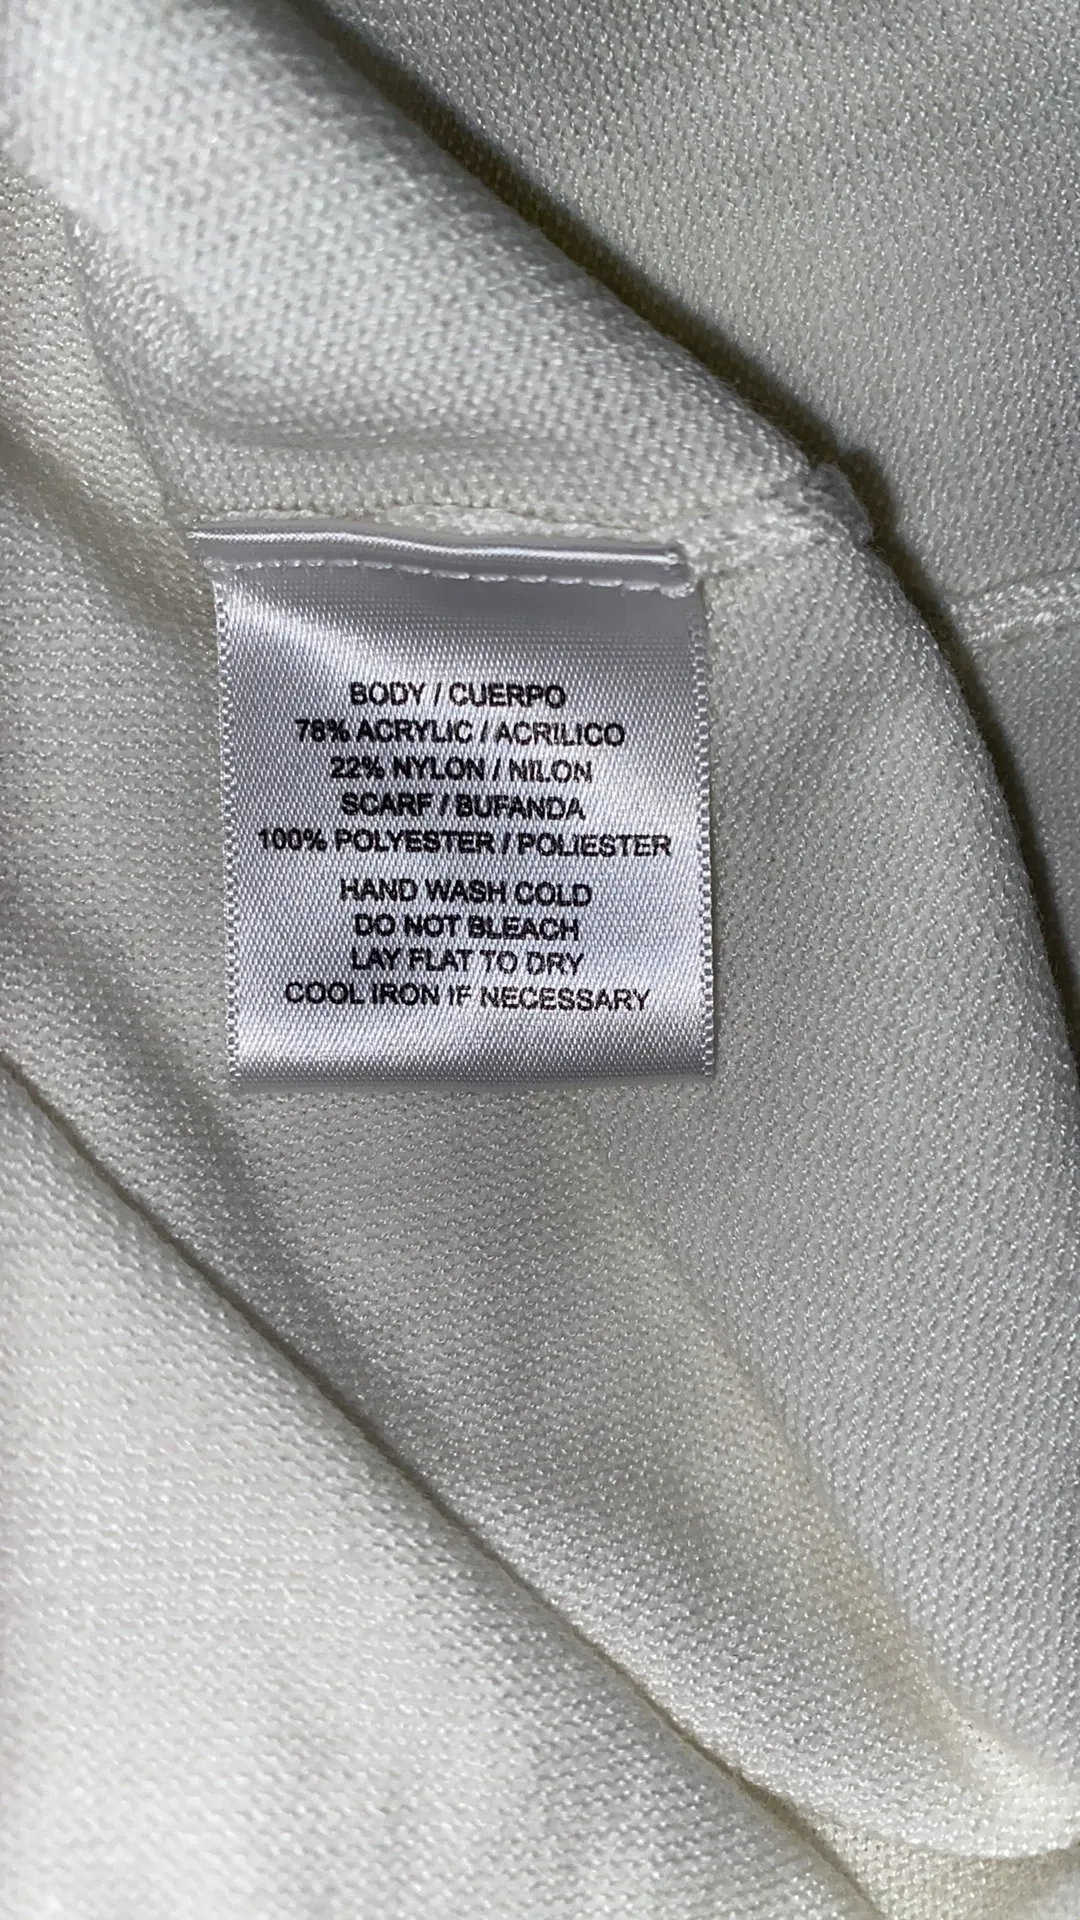 BODY / CUERPO
78% ACRYLIC / ACRILICO
22% NYLON / NILON
SCARF / BUFANDA
100% POLYESTER / POLIESTER
HAND WASH COLD
DO NOT BLEACH
LAY FLAT TO DRY
COOL IRON IF NECESSARY